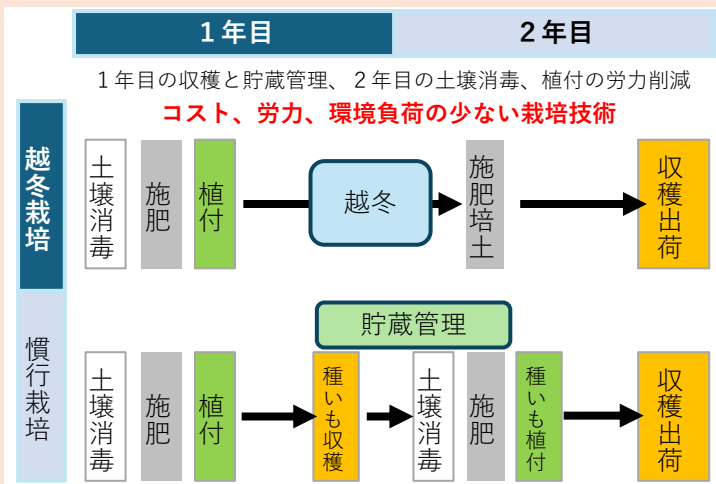 1年目
2年目
1年目の収穫と貯蔵管理、2年目の土壌消毒、植付の労力削減
コスト、労力、環境負荷の少ない栽培技術
越冬栽培
土壌消毒
施肥
植付
越冬
施肥培土
収穫出荷
慣行栽培
貯蔵管理
土壌消毒
施肥
植付
種いも収穫
土壌消毒
施肥
種いも植付
収穫出荷